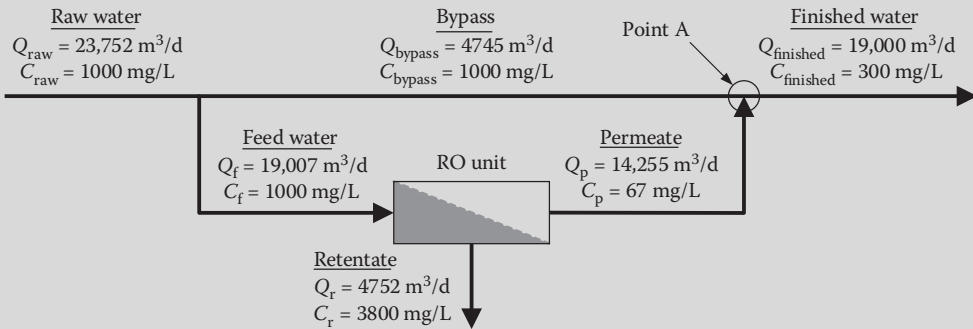 Raw water
Q_raw = 23,752 m³/d
C_raw = 1000 mg/L
Bypass
Q_bypass = 4745 m³/d
C_bypass = 1000 mg/L
Point A
Finished water
Q_finished = 19,000 m³/d
C_finished = 300 mg/L
Feed water
Q_f = 19,007 m³/d
C_f = 1000 mg/L
RO unit
Permeate
Q_p = 14,255 m³/d
C_p = 67 mg/L
Retentate
Q_r = 4752 m³/d
C_r = 3800 mg/L